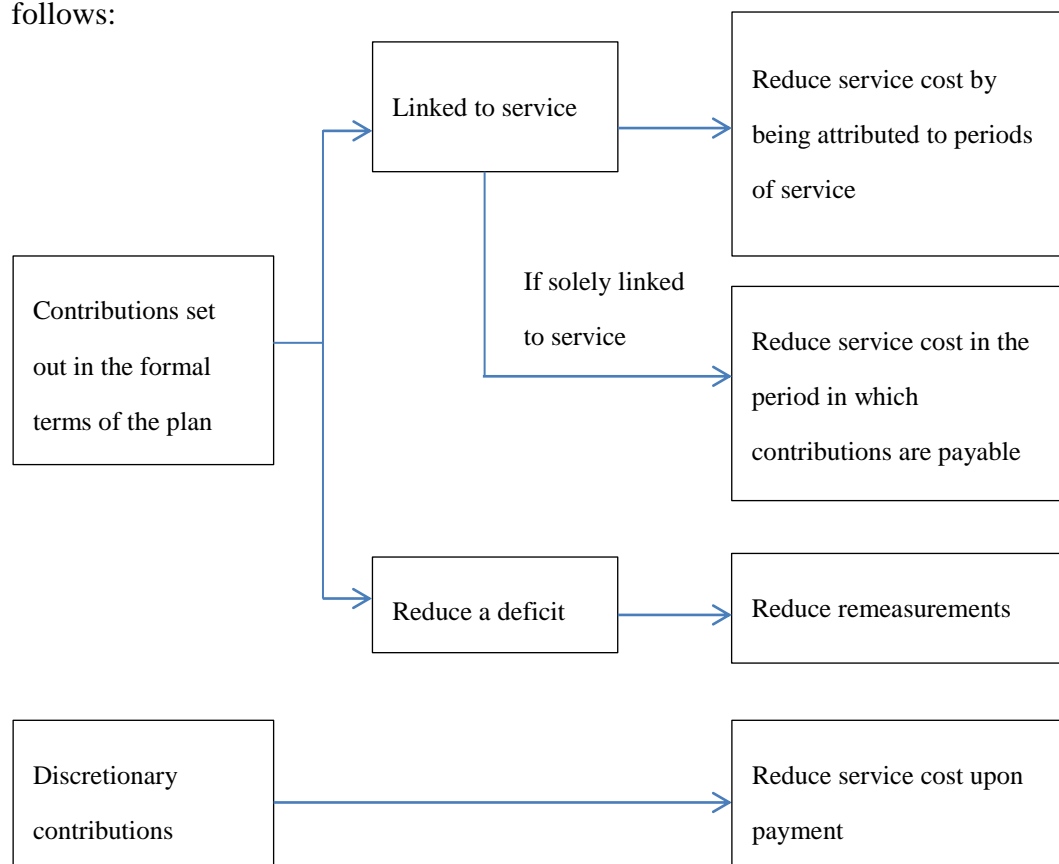 follows:
Linked to service
Reduce service cost by
being attributed to periods
of service
Contributions set
out in the formal
terms of the plan
If solely linked
to service
Reduce service cost in the
period in which
contributions are payable
Reduce a deficit
Reduce remeasurements
Discretionary
contributions
Reduce service cost upon
payment